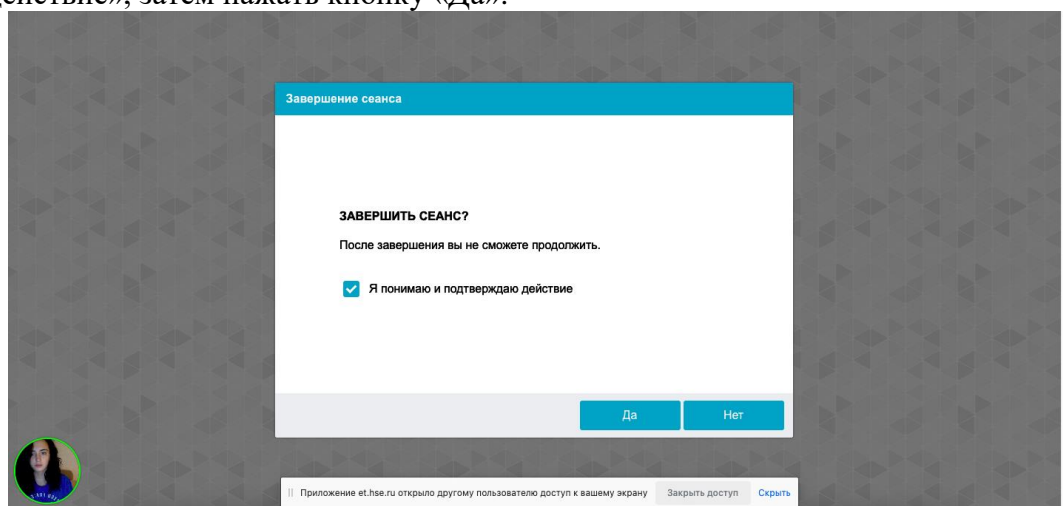 действие», затем нажать кнопку «Да».
Завершение сеанса
ЗАВЕРШИТЬ СЕАНС?
После завершения вы не сможете продолжить.
Я понимаю и подтверждаю действие
Да Нет
Приложение et.hse.ru открыло другому пользователю доступ к вашему экрану Закрыть доступ Скрыть